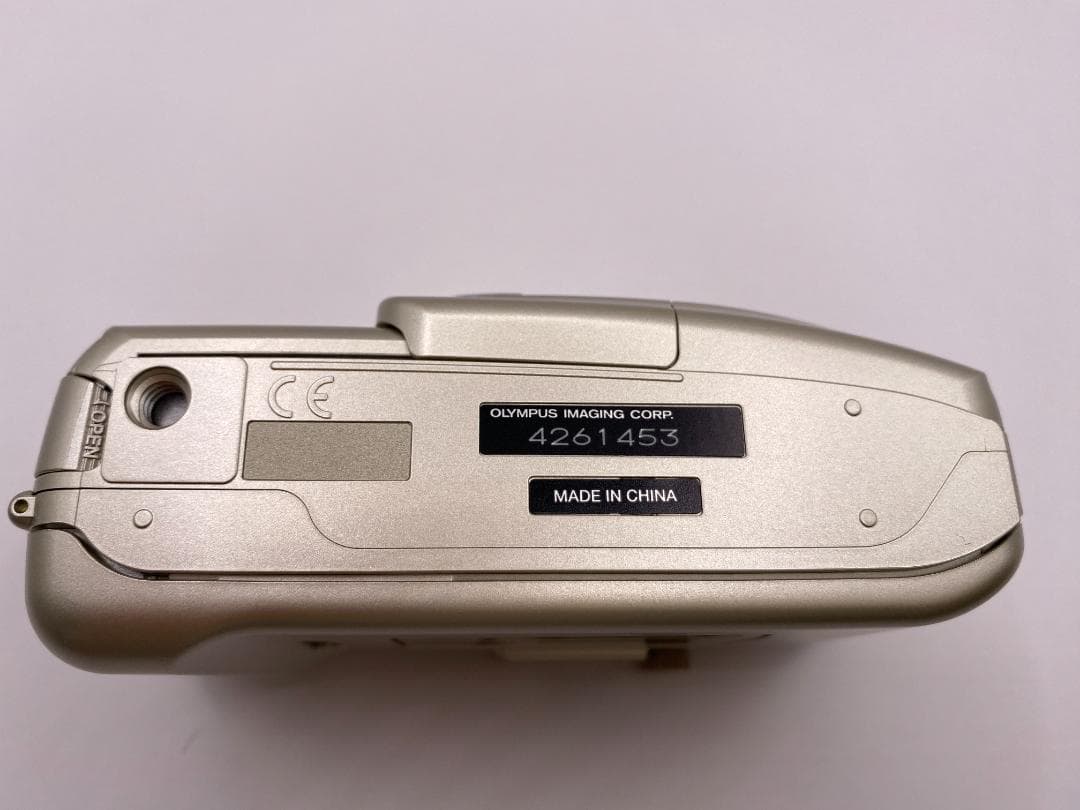 CE
OPEN
OLYMPUS IMAGING CORP.
4261453
MADE IN CHINA